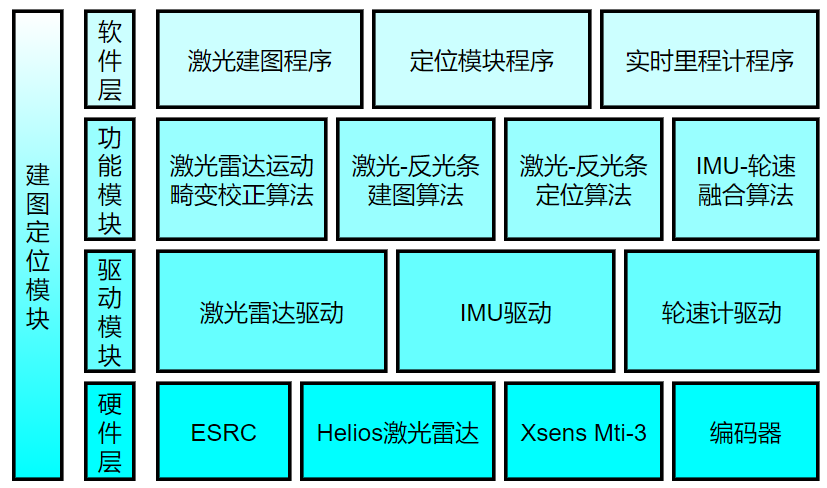 建图定位模块
软件层
激光建图程序
定位模块程序
实时里程计程序
功能模块
激光雷达运动
畸变校正算法
激光-反光条
建图算法
激光-反光条
定位算法
IMU-轮速
融合算法
驱动模块
激光雷达驱动
IMU驱动
轮速计驱动
硬件层
ESRC
Helios激光雷达
Xsens Mti-3
编码器